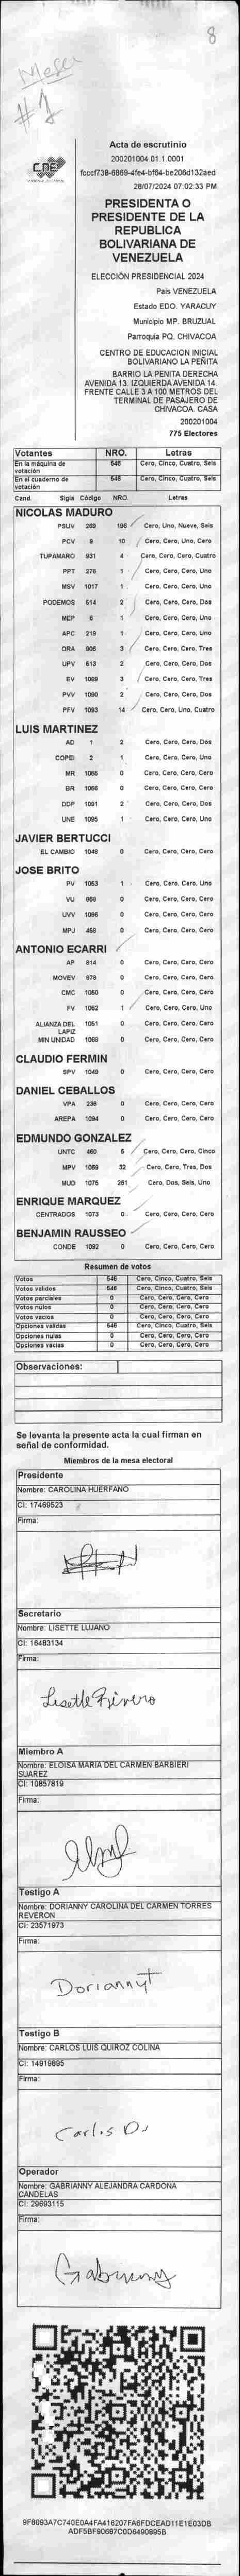 8
Mesa
#1
CNE
Acta de escrutinio
200201004.01.1.0001
28/07/2024 07:02:33 PM
PRESIDENTA O
PRESIDENTE DE LA
REPUBLICA
BOLIVARIANA DE
VENEZUELA
ELECCIÓN PRESIDENCIAL 2024
País VENEZUELA
Estado EDO. YARACUY
Municipio MP. BRUZUAL
Parroquia PQ. CHIVACOA
CENTRO DE EDUCACION INICIAL
BOLIVARIANO LA PEÑITA
BARRIO LA PENITA DERECHA
AVENIDA 13. IZQUIERDA AVENIDA 14.
FRENTE CALLE 3 A 100 METROS DEL
TERMINAL DE PASAJERO DE
CHIVACOA. CASA
200201004
775 Electores
Votantes NRO. Letras
En la máquina de votación 546 Cero, Cinco, Cuatro, Seis
En el cuaderno de votación 546 Cero, Cinco, Cuatro, Seis
Cand. Sigla Código NRO. Letras
NICOLAS MADURO
PSUV 289 196 Cero, Uno, Nueve, Seis
PCV 9 10 Cero, Cero, Uno, Cero
TUPAMARO 931 4 Cero, Cero, Cero, Cuatro
PPT 276 1 Cero, Cero, Cero, Uno
MSV 1017 1 Cero, Cero, Cero, Uno
PODEMOS 514 2 Cero, Cero, Cero, Dos
MEP 6 1 Cero, Cero, Cero, Uno
APC 219 1 Cero, Cero, Cero, Uno
ORA 906 3 Cero, Cero, Cero, Tres
UPV 513 2 Cero, Cero, Cero, Dos
EV 1089 3 Cero, Cero, Cero, Tres
PVV 1090 2 Cero, Cero, Cero, Dos
PFV 1093 14 Cero, Cero, Uno, Cuatro
LUIS MARTINEZ
AD 1 2 Cero, Cero, Cero, Dos
COPEI 2 1 Cero, Cero, Cero, Uno
MR 1065 0 Cero, Cero, Cero, Cero
BR 1066 0 Cero, Cero, Cero, Cero
DDP 1091 2 Cero, Cero, Cero, Dos
UNE 1095 1 Cero, Cero, Cero, Uno
JAVIER BERTUCCI
EL CAMBIO 1048 0 Cero, Cero, Cero, Cero
JOSE BRITO
PV 1053 1 Cero, Cero, Cero, Uno
VU 868 0 Cero, Cero, Cero, Cero
UVV 1096 0 Cero, Cero, Cero, Cero
MPJ 458 0 Cero, Cero, Cero, Cero
ANTONIO ECARRI
AP 814 0 Cero, Cero, Cero, Cero
MOVEV 878 0 Cero, Cero, Cero, Cero
CMC 1050 0 Cero, Cero, Cero, Cero
FV 1062 1 Cero, Cero, Cero, Uno
ALIANZA DEL LAPIZ 1051 0 Cero, Cero, Cero, Cero
MIN UNIDAD 1069 0 Cero, Cero, Cero, Cero
CLAUDIO FERMIN
SPV 1049 0 Cero, Cero, Cero, Cero
DANIEL CEBALLOS
VPA 236 0 Cero, Cero, Cero, Cero
AREPA 1094 0 Cero, Cero, Cero, Cero
EDMUNDO GONZALEZ
UNTC 460 5 Cero, Cero, Cero, Cinco
MPV 1069 32 Cero, Cero, Tres, Dos
MUD 1075 261 Cero, Dos, Seis, Uno
ENRIQUE MARQUEZ
CENTRADOS 1073 0 Cero, Cero, Cero, Cero
BENJAMIN RAUSSEO
CONDE 1092 0 Cero, Cero, Cero, Cero
Resumen de votos
Votos 546 Cero, Cinco, Cuatro, Seis
Votos validos 546 Cero, Cinco, Cuatro, Seis
Votos parciales 0 Cero, Cero, Cero, Cero
Votos nulos 0 Cero, Cero, Cero, Cero
Votos vacios 0 Cero, Cero, Cero, Cero
Opciones validas 546 Cero, Cinco, Cuatro, Seis
Opciones nulas 0 Cero, Cero, Cero, Cero
Opciones vacias 0 Cero, Cero, Cero, Cero
Observaciones:
Se levanta la presente acta la cual firman en
señal de conformidad.
Miembros de la mesa electoral
Presidente
Nombre: CAROLINA HUERFANO
CI: 17469523
Firma:
Secretario
Nombre: LISETTE LUJANO
CI: 16483134
Firma:
Lisette Rivero
Miembro A
Nombre: ELOISA MARIA DEL CARMEN BARBIERI
SUAREZ
CI: 10857819
Firma:
Testigo A
Nombre: DORIANNY CAROLINA DEL CARMEN TORRES
REVERON
CI: 23571973
Firma:
Dorianny T
Testigo B
Nombre: CARLOS LUIS QUIROZ COLINA
CI: 14919895
Firma:
Carlos
Operador
Nombre: GABRIANNY ALEJANDRA CARDONA
CANDELAS
CI: 29693115
Firma:
Gabrianny